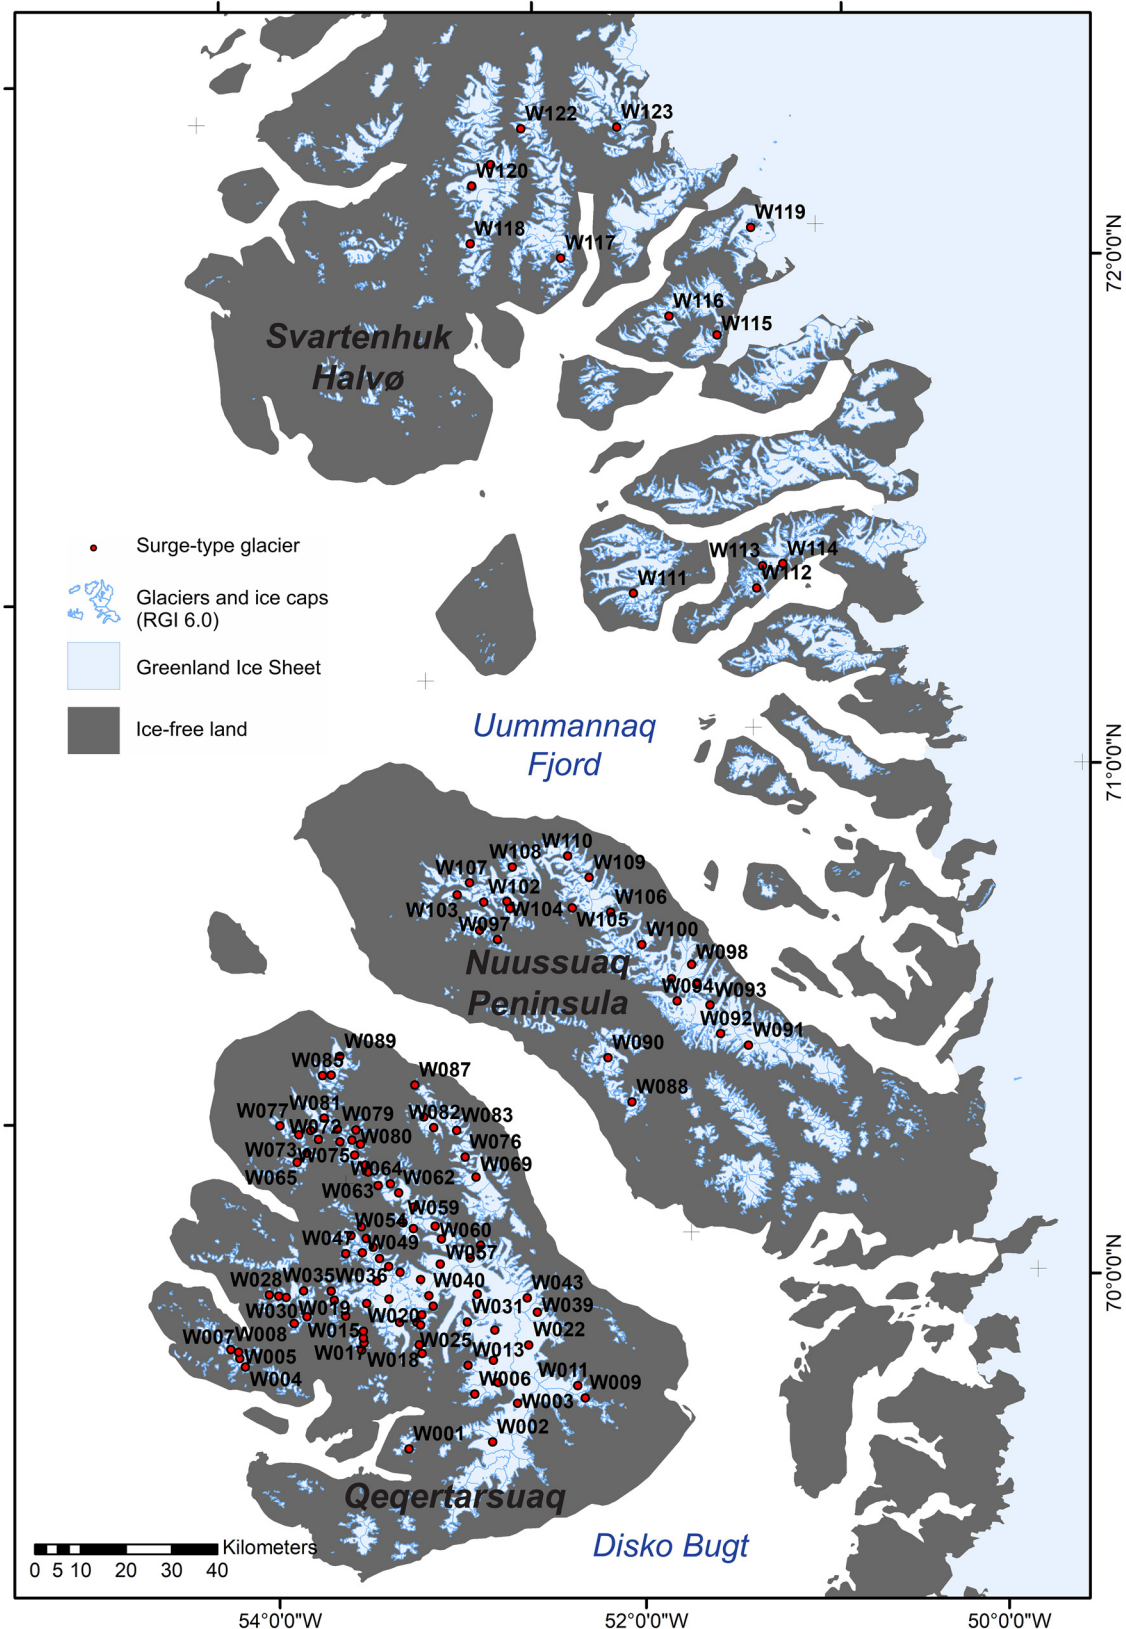 W122
W123
W120
W119
W118
W117
72°0'0"N
W116
W115
Svartenhuk
Halvø
Surge-type glacier
Glaciers and ice caps
(RGI 6.0)
Greenland Ice Sheet
Ice-free land
W113
W114
W112
W111
Uummannaq
Fjord
71°0'0"N
W110
W108
W109
W107
W102
W106
W103
W104
W105
W097
W100
W098
Nuussuaq
Peninsula
W094
W093
W092
W091
W090
W089
W085
W087
W088
W081
W077
W079
W082
W083
W072
W080
W076
W073
W075
W069
W065
W064
W062
W063
W059
W054
W060
W047
W049
W057
W028
W035
W036
W040
W043
70°0'0"N
W030
W019
W020
W031
W039
W007
W008
W015
W022
W025
W005
W017
W018
W013
W004
W006
W011
W009
W003
W001
W002
Qeqertarsuaq
Disko Bugt
Kilometers
0 5 10 20 30 40
54°0'0"W
52°0'0"W
50°0'0"W